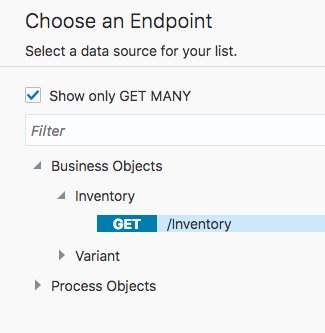 Choose an Endpoint
Select a data source for your list.
Show only GET MANY
Filter
Business Objects
Inventory
GET /Inventory
Variant
Process Objects